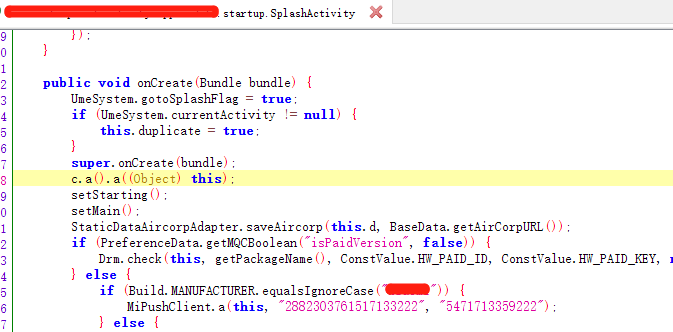 startup.SplashActivity
9 });
0 }
1
2 public void onCreate(Bundle bundle) {
3 UmeSystem.gotoSplashFlag = true;
4 if (UmeSystem.currentActivity != null) {
5 this.duplicate = true;
6 }
7 super.onCreate(bundle);
8 c.a().a((Object) this);
9 setStarting();
0 setMain();
1 StaticDataAircorpAdapter.saveAircorp(this.d, BaseData.getAirCorpURL());
2 if (PreferenceData.getMQCBoolean("isPaidVersion", false)) {
3 Drm.check(this, getPackageName(), ConstValue.HW_PAID_ID, ConstValue.HW_PAID_KEY,
4 } else {
5 if (Build.MANUFACTURER.equalsIgnoreCase(" ")) {
6 MiPushClient.a(this, "2882303761517133222", "5471713359222");
7 } else {